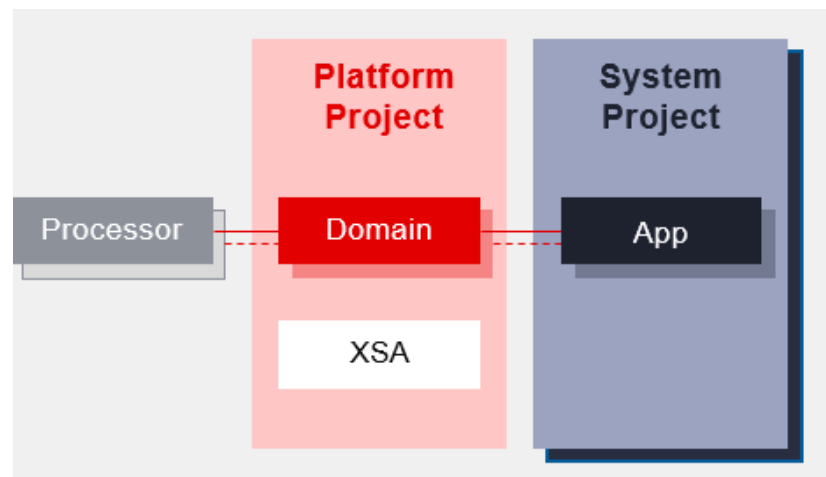 Platform
Project
System
Project
Processor
Domain
App
XSA